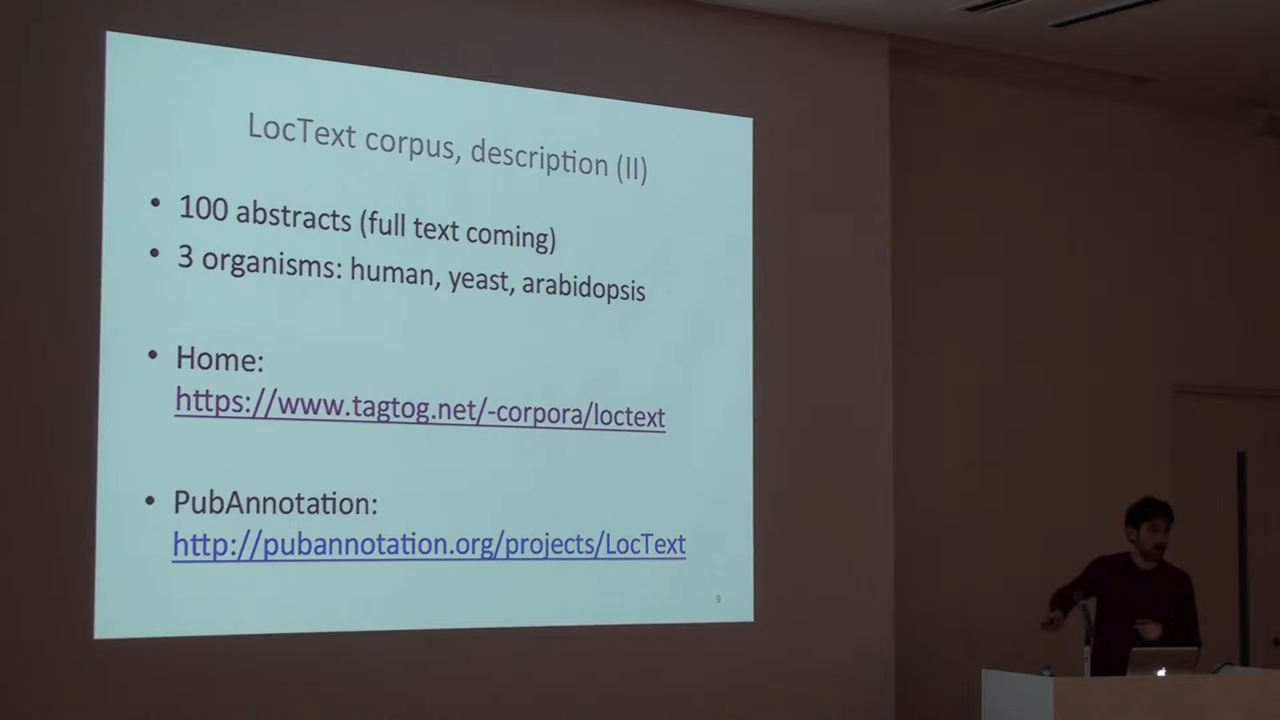 LocText corpus, description (II)
• 100 abstracts (full text coming)
• 3 organisms: human, yeast, arabidopsis
• Home:
https://www.tagtog.net/-corpora/loctext
• PubAnnotation:
http://pubannotation.org/projects/LocText
9